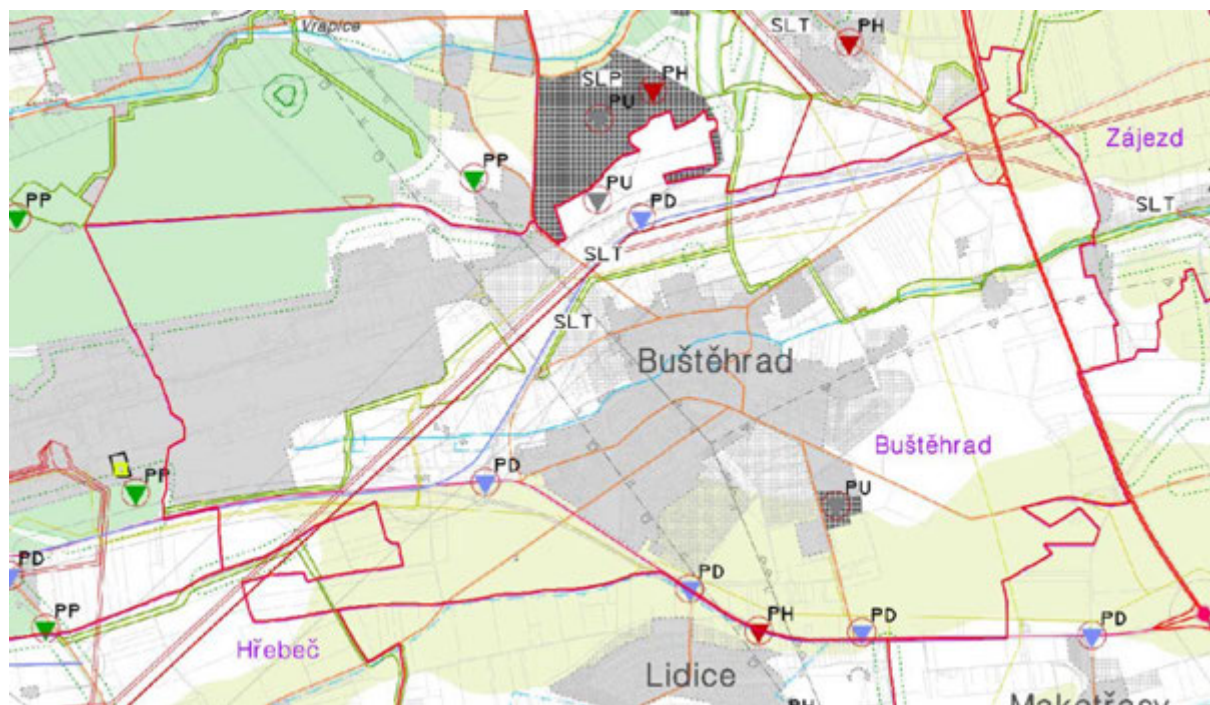 Vrapice
SLT
PH
SLP
PH
PU
Zájezd
PP
PU
PD
SLT
PP
SLT
SLT
Buštěhrad
Buštěhrad
PD
PU
PP
PD
PD
PP
PH
PD
PD
Hřebeč
Lidice
PH
Makotřasy